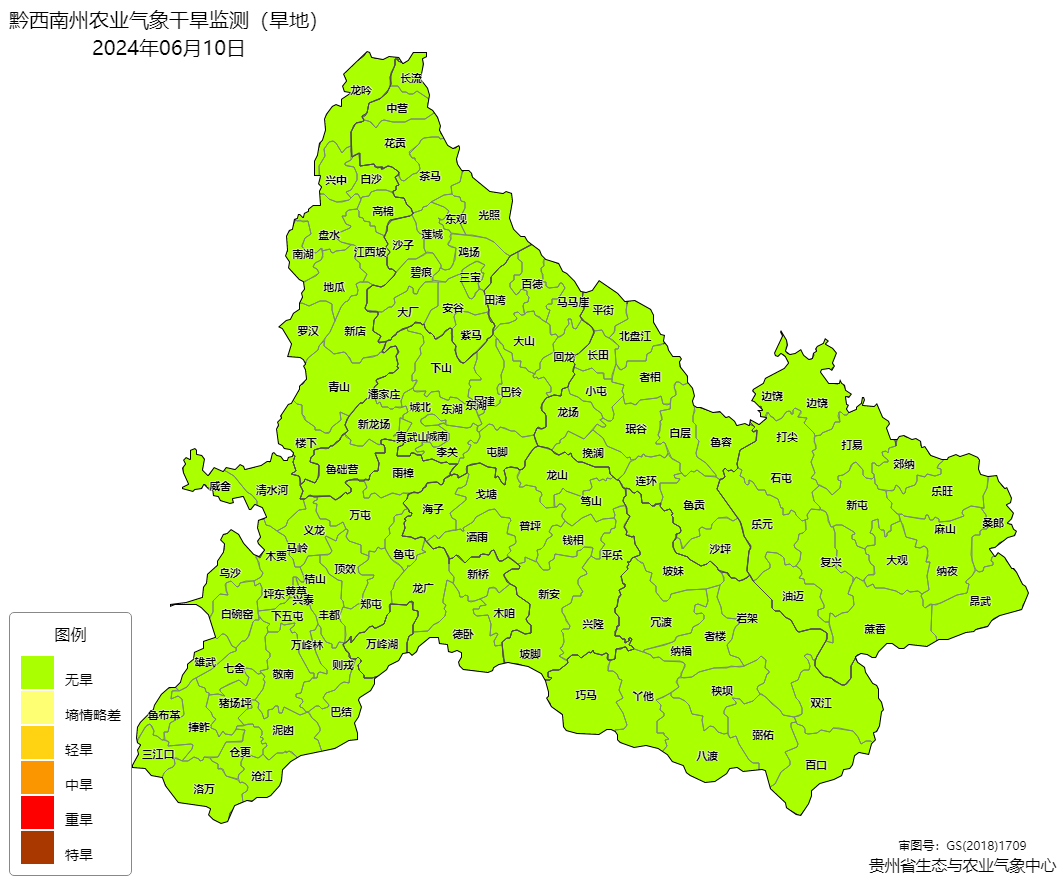 黔西南州农业气象干旱监测（旱地）
2024年06月10日
龙吟
长流
中营
花贡
茶马
兴中
白沙
高棉
东观
光照
盘水
莲城
南湖
江西坡
沙子
鸡场
碧痕
三宝
地瓜
百德
田湾
马马崖
平街
大厂
安谷
罗汉
新店
紫马
大山
北盘江
回龙
长田
下山
者相
青山
潘家庄
巴铃
小屯
边饶
边饶
城北
东湖
东湖
龙场
新龙场
真武山
城南
珉谷
白层
鱼容
打尖
打易
楼下
李关
屯脚
挽澜
鱼础营
雨樟
龙山
连环
石屯
郊纳
威舍
清水河
戈塘
笃山
鱼贡
新屯
乐旺
海子
万屯
普坪
乐元
麻山
桑郎
义龙
洒雨
钱相
马岭
木贾
鱼屯
平乐
沙坪
复兴
大观
纳夜
乌沙
桔山
顶效
新桥
坡妹
坪东
黄草
兴泰
龙广
新安
油迈
昂武
白碗窑
下五屯
丰都
郑屯
木咱
兴隆
冗渡
岩架
蔗香
万峰林
万峰湖
德卧
者楼
坡脚
纳福
雄武
七舍
敬南
则戎
巧马
丫他
秧坝
双江
猪场坪
鲁布革
捧鲊
泥凼
巴结
弼佑
三江口
仓更
沧江
八渡
百口
洛万
图例
无旱
墒情略差
轻旱
中旱
重旱
特旱
审图号：GS(2018)1709
贵州省生态与农业气象中心